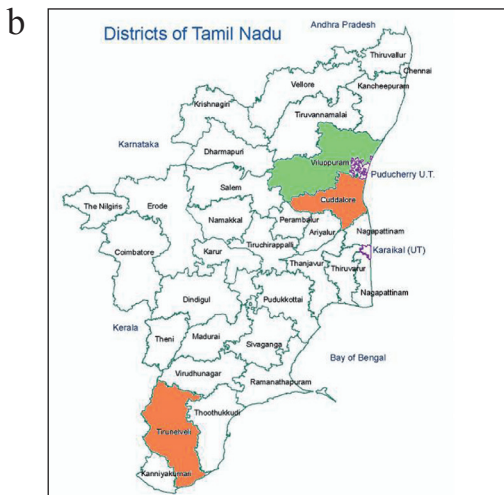 b
Districts of Tamil Nadu
Andhra Pradesh
Thiruvallur
Chennai
Vellore
Kancheepuram
Krishnagiri
Tiruvannamalai
Karnataka
Dharmapuri
Viluppuram
Puducherry U.T.
Salem
Cuddalore
The Nilgiris
Erode
Namakkal
Perambalur
Ariyalur
Nagapattinam
Coimbatore
Karur
Tiruchirappalli
Karaikal (UT)
Thanjavur
Thiruvarur
Nagapattinam
Dindigul
Pudukkottai
Kerala
Theni
Madurai
Sivaganga
Bay of Bengal
Virudhunagar
Ramanathapuram
Thoothukkudi
Tirunelveli
Kanniyakumari